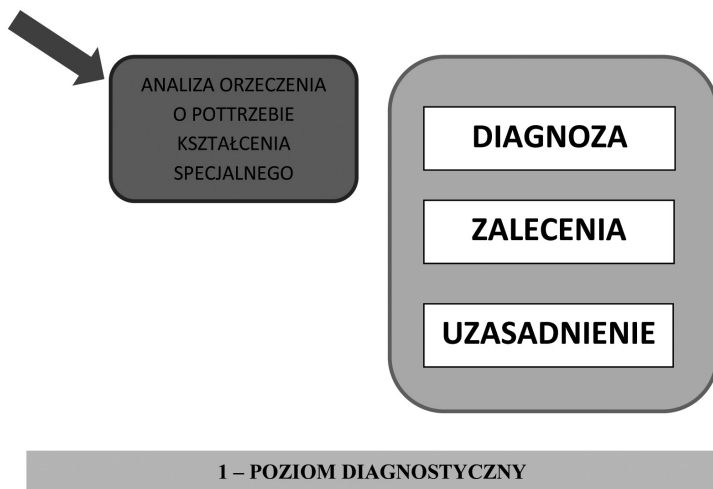 ANALIZA ORZECZENIA
O POTTRZEBIE
KSZTAŁCENIA
SPECJALNEGO
DIAGNOZA
ZALECENIA
UZASADNIENIE
1 – POZIOM DIAGNOSTYCZNY